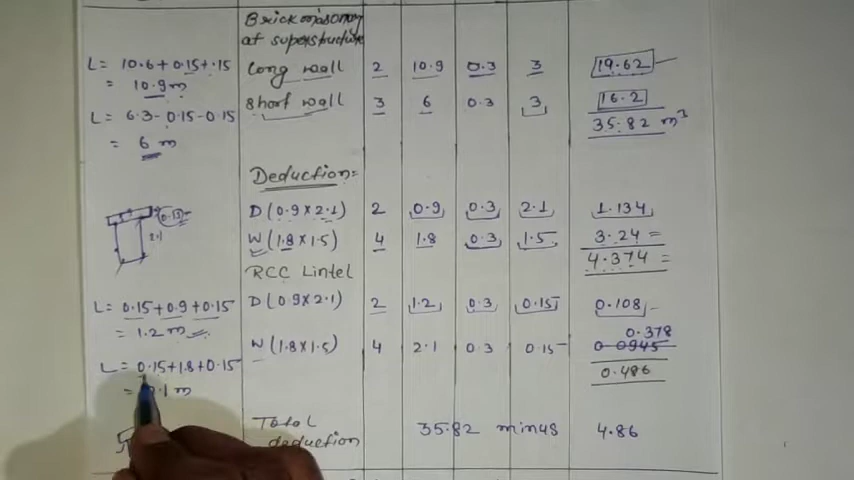 Brick masonry
at superstructure
L = 10.6 + 0.15 + .15 long wall 2 10.9 0.3 3 19.62
= 10.9 m
short wall 3 6 0.3 3 16.2
L = 6.3 - 0.15 - 0.15 35.82 m³
= 6 m
Deduction:-
D (0.9 x 2.1) 2 0.9 0.3 2.1 1.134
0.15
2.1
W (1.8 x 1.5) 4 1.8 0.3 1.5 3.24 =
4.374 =
RCC Lintel
L = 0.15 + 0.9 + 0.15 D (0.9 x 2.1) 2 1.2 0.3 0.15 0.108
= 1.2 m
0.378
W (1.8 x 1.5) 4 2.1 0.3 0.15 0.0945
L = 0.15 + 1.8 + 0.15 0.486
= .1 m
Total
deduction 35.82 minus 4.86